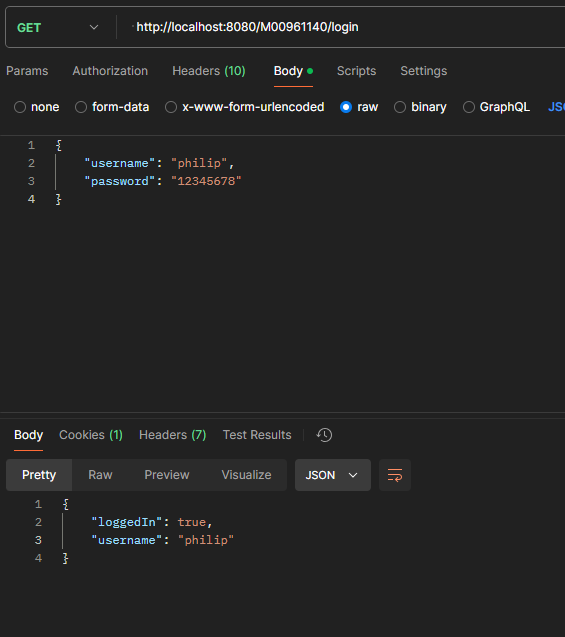 GET http://localhost:8080/M00961140/login
Params Authorization Headers (10) Body Scripts Settings
none form-data x-www-form-urlencoded raw binary GraphQL
1 {
2 "username": "philip",
3 "password": "12345678"
4 }
Body Cookies (1) Headers (7) Test Results
Pretty Raw Preview Visualize JSON
1 {
2 "loggedIn": true,
3 "username": "philip"
4 }